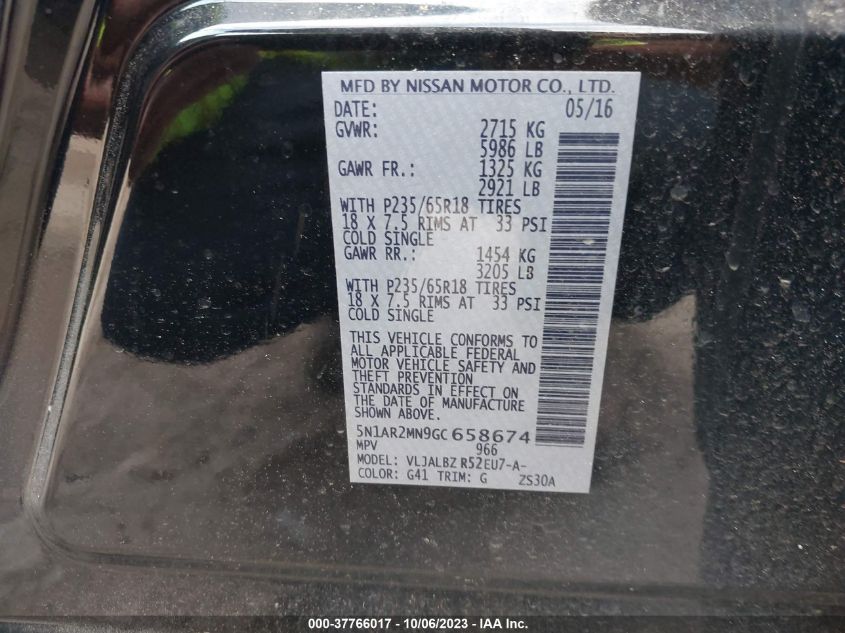 MFD BY NISSAN MOTOR CO., LTD.
DATE: 05/16
GVWR: 2715 KG
5986 LB
GAWR FR.: 1325 KG
2921 LB
WITH P235/65R18 TIRES
18 X 7.5 RIMS AT 33 PSI
COLD SINGLE
GAWR RR.: 1454 KG
3205 LB
WITH P235/65R18 TIRES
18 X 7.5 RIMS AT 33 PSI
COLD SINGLE
THIS VEHICLE CONFORMS TO
ALL APPLICABLE FEDERAL
MOTOR VEHICLE SAFETY AND
THEFT PREVENTION
STANDARDS IN EFFECT ON
THE DATE OF MANUFACTURE
SHOWN ABOVE.
5N1AR2MN9GC658674
MPV 966
MODEL: VLJALBZ R52EU7-A-
COLOR: G41 TRIM: G ZS30A
000-37766017 - 10/06/2023 - IAA Inc.